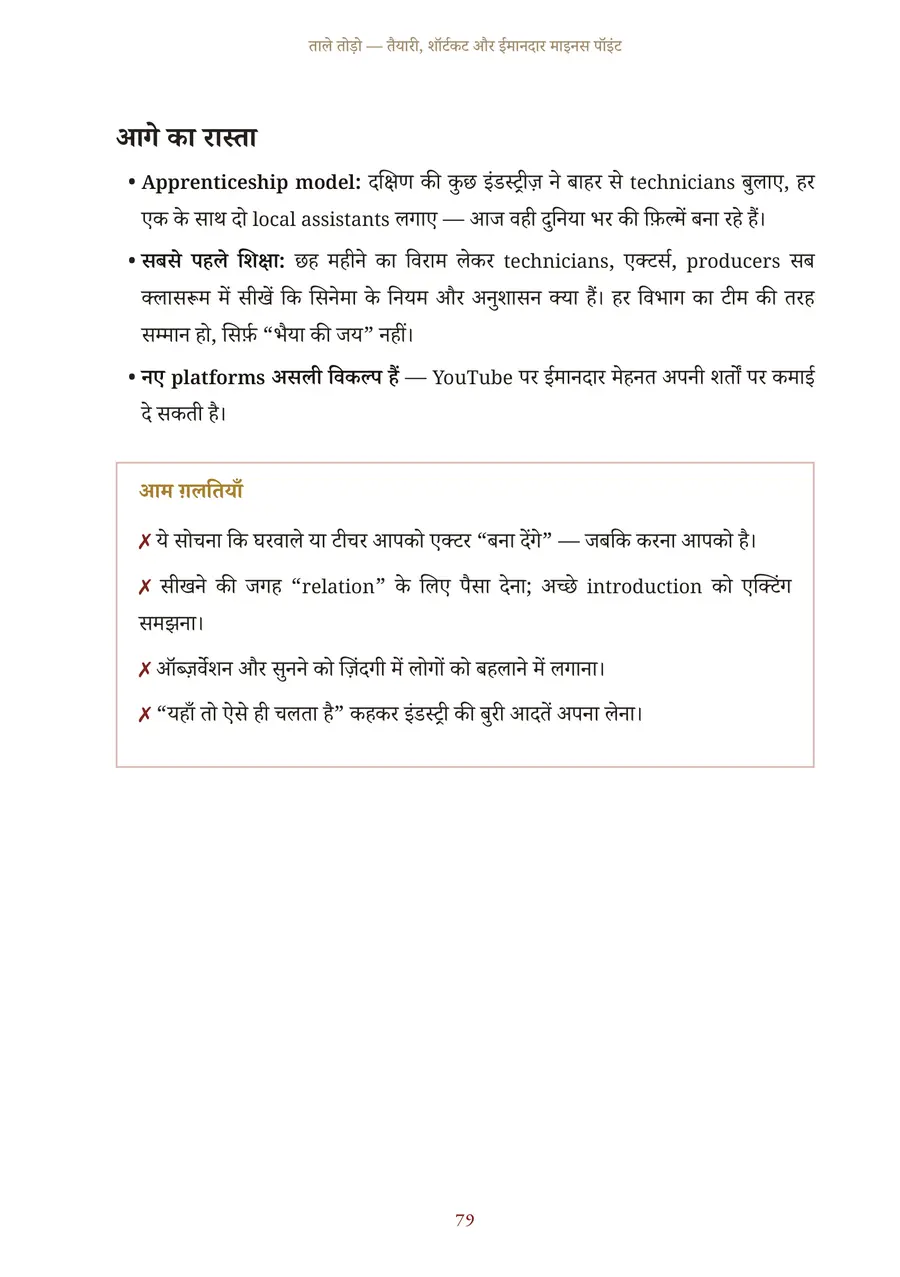 ताले तोड़ो — तैयारी, शॉर्टकट और ईमानदार माइनस पॉइंट
आगे का रास्ता
• Apprenticeship model: दक्षिण की कुछ इंडस्ट्रीज़ ने बाहर से technicians बुलाए, हर
एक के साथ दो local assistants लगाए — आज वही दुनिया भर की फ़िल्में बना रहे हैं।
• सबसे पहले शिक्षा: छह महीने का विराम लेकर technicians, एक्टर्स, producers सब
क्लासरूम में सीखें कि सिनेमा के नियम और अनुशासन क्या हैं। हर विभाग का टीम की तरह
सम्मान हो, सिर्फ़ “भैया की जय” नहीं।
• नए platforms असली विकल्प हैं — YouTube पर ईमानदार मेहनत अपनी शर्तों पर कमाई
दे सकती है।
आम ग़लतियाँ
✗ ये सोचना कि घरवाले या टीचर आपको एक्टर “बना देंगे” — जबकि करना आपको है।
✗ सीखने की जगह “relation” के लिए पैसा देना; अच्छे introduction को एक्टिंग
समझना।
✗ ऑब्ज़र्वेशन और सुनने को ज़िंदगी में लोगों को बहलाने में लगाना।
✗ “यहाँ तो ऐसे ही चलता है” कहकर इंडस्ट्री की बुरी आदतें अपना लेना।
79